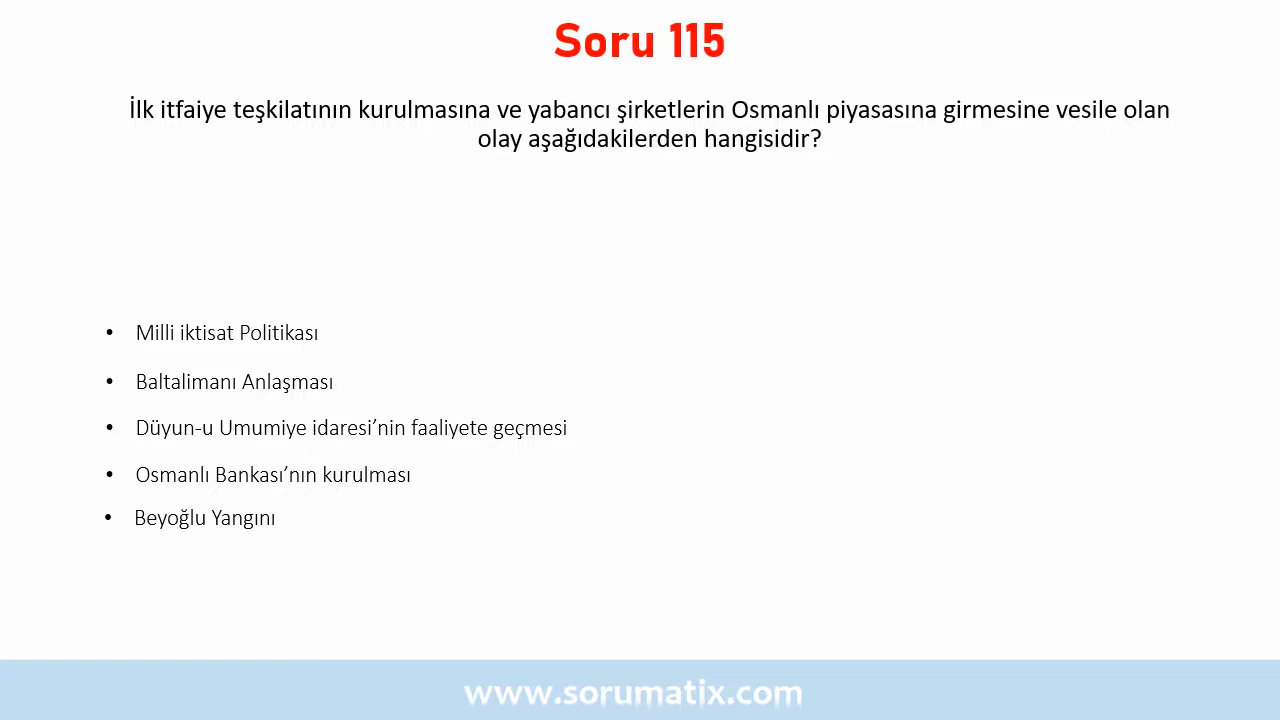 Soru 115
İlk itfaiye teşkilatının kurulmasına ve yabancı şirketlerin Osmanlı piyasasına girmesine vesile olan
olay aşağıdakilerden hangisidir?
• Milli iktisat Politikası
• Baltalimanı Anlaşması
• Düyun-u Umumiye idaresi’nin faaliyete geçmesi
• Osmanlı Bankası’nın kurulması
• Beyoğlu Yangını
www.sorumatix.com